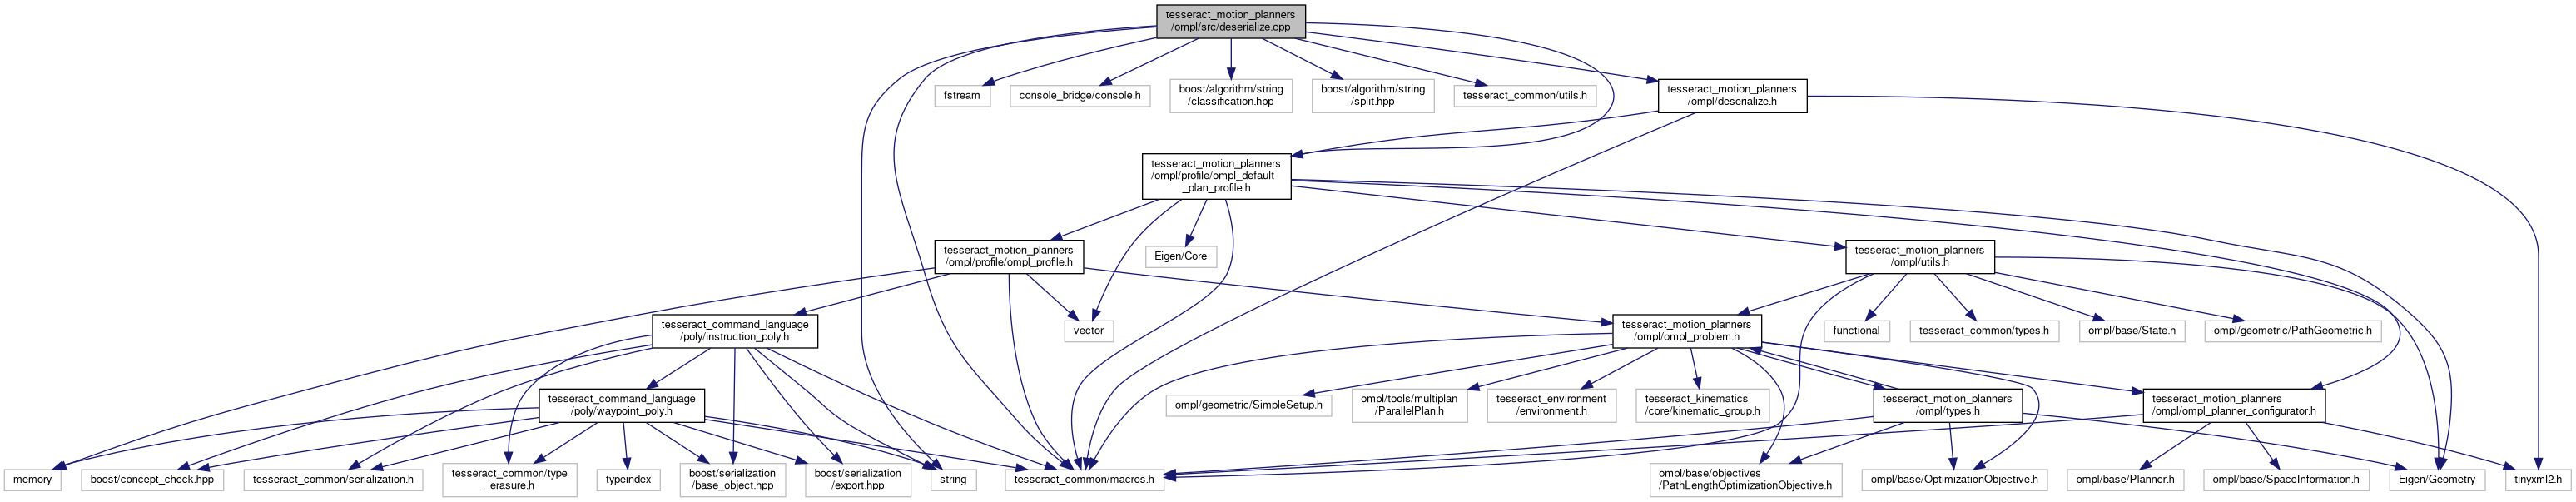 tesseract_motion_planners
/ompl/src/deserialize.cpp
fstream
console_bridge/console.h
boost/algorithm/string
/classification.hpp
boost/algorithm/string
/split.hpp
tesseract_common/utils.h
tesseract_motion_planners
/ompl/deserialize.h
tesseract_motion_planners
/ompl/profile/ompl_default
_plan_profile.h
tesseract_motion_planners
/ompl/profile/ompl_profile.h
Eigen/Core
tesseract_motion_planners
/ompl/utils.h
tesseract_command_language
/poly/instruction_poly.h
vector
tesseract_motion_planners
/ompl/ompl_problem.h
functional
tesseract_common/types.h
ompl/base/State.h
ompl/geometric/PathGeometric.h
tesseract_command_language
/poly/waypoint_poly.h
ompl/geometric/SimpleSetup.h
ompl/tools/multiplan
/ParallelPlan.h
tesseract_environment
/environment.h
tesseract_kinematics
/core/kinematic_group.h
tesseract_motion_planners
/ompl/types.h
tesseract_motion_planners
/ompl/ompl_planner_configurator.h
memory
boost/concept_check.hpp
tesseract_common/serialization.h
tesseract_common/type
_erasure.h
typeindex
boost/serialization
/base_object.hpp
boost/serialization
/export.hpp
string
tesseract_common/macros.h
ompl/base/objectives
/PathLengthOptimizationObjective.h
ompl/base/OptimizationObjective.h
ompl/base/Planner.h
ompl/base/SpaceInformation.h
Eigen/Geometry
tinyxml2.h